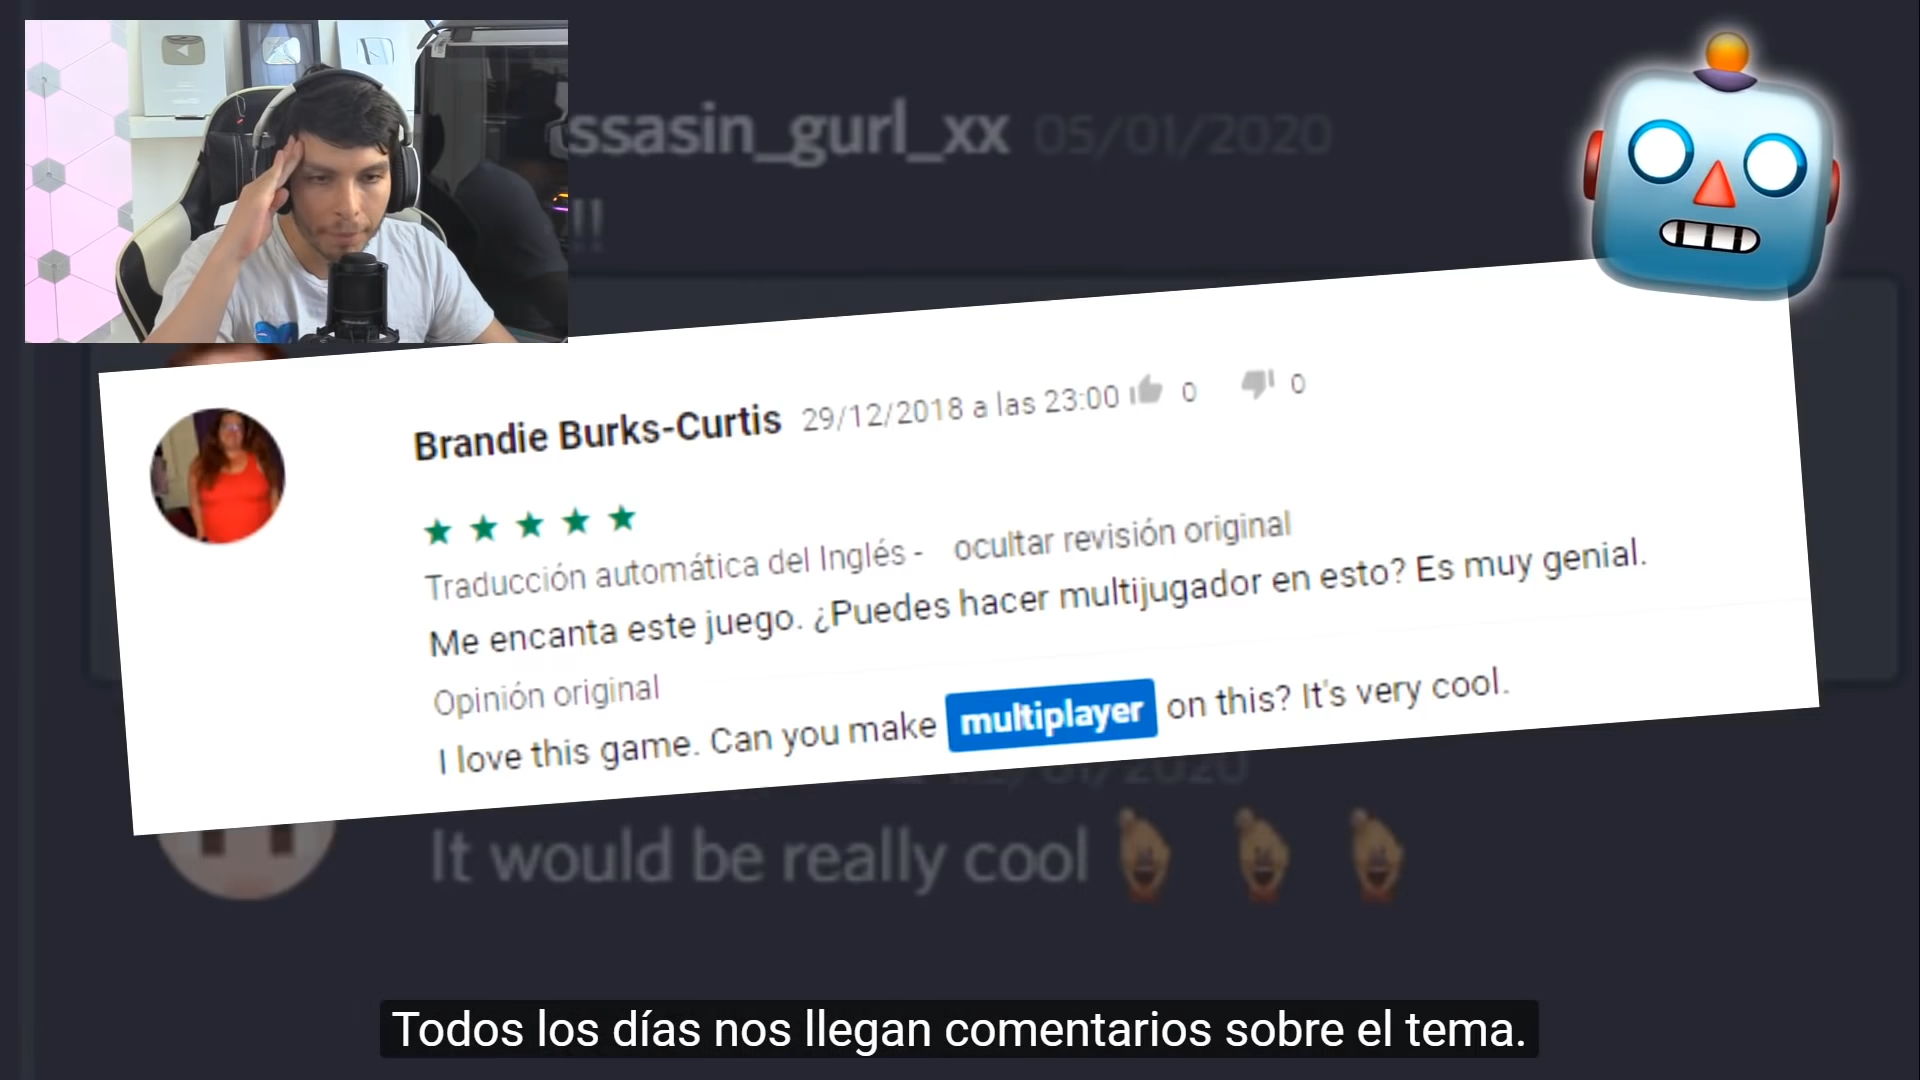 ssasin_gurl_xx 05/01/2020
!!
Brandie Burks-Curtis 29/12/2018 a las 23:00 0 0
Traducción automática del Inglés - ocultar revisión original
Me encanta este juego. ¿Puedes hacer multijugador en esto? Es muy genial.
Opinión original
I love this game. Can you make multiplayer on this? It's very cool.
/01/2020
It would be really cool
Todos los días nos llegan comentarios sobre el tema.